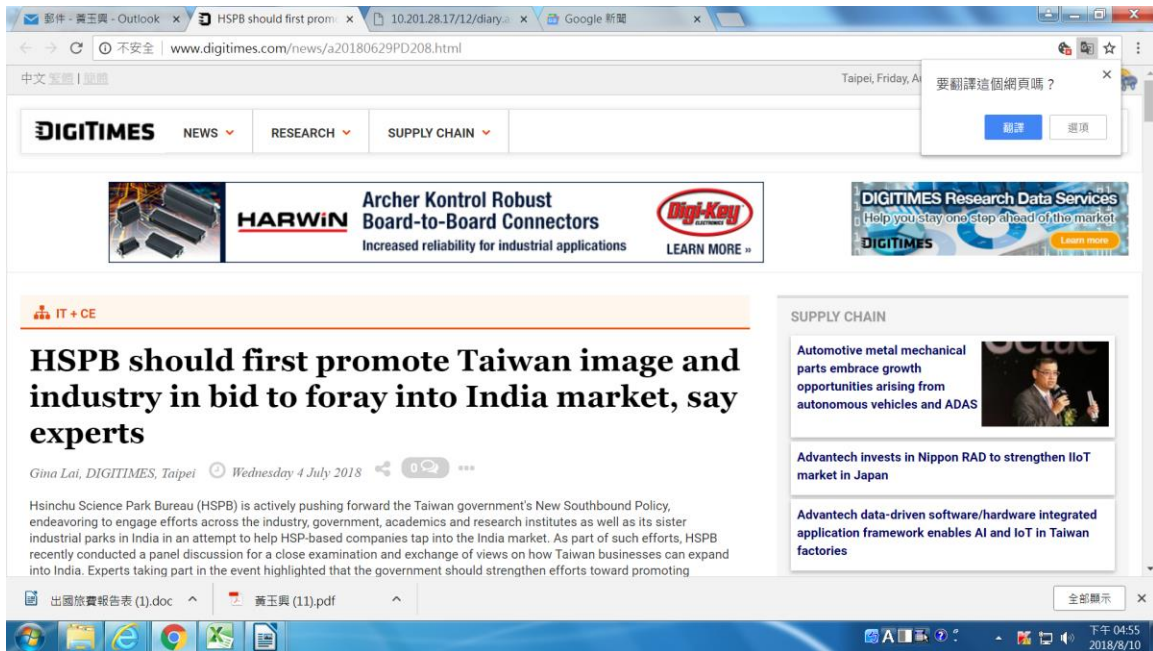 郵件 - 黃玉興 - Outlook
HSPB should first prom
10.201.28.17/12/diary.a
Google 新聞
不安全 | www.digitimes.com/news/a20180629PD208.html
中文 繁體 | 簡體
Taipei, Friday, Au
要翻譯這個網頁嗎？
翻譯
選項
DIGITIMES
NEWS
RESEARCH
SUPPLY CHAIN
HARWIN
Archer Kontrol Robust
Board-to-Board Connectors
Increased reliability for industrial applications
Digi-Key
ELECTRONICS
LEARN MORE »
DIGITIMES Research Data Services
Help you stay one step ahead of the market
DIGITIMES
Learn more
IT + CE
HSPB should first promote Taiwan image and
industry in bid to foray into India market, say
experts
Gina Lai, DIGITIMES, Taipei
Wednesday 4 July 2018
0
Hsinchu Science Park Bureau (HSPB) is actively pushing forward the Taiwan government's New Southbound Policy,
endeavoring to engage efforts across the industry, government, academics and research institutes as well as its sister
industrial parks in India in an attempt to help HSP-based companies tap into the India market. As part of such efforts, HSPB
recently conducted a panel discussion for a close examination and exchange of views on how Taiwan businesses can expand
into India. Experts taking part in the event highlighted that the government should strengthen efforts toward promoting
SUPPLY CHAIN
Automotive metal mechanical
parts embrace growth
opportunities arising from
autonomous vehicles and ADAS
Advantech invests in Nippon RAD to strengthen IIoT
market in Japan
Advantech data-driven software/hardware integrated
application framework enables AI and IoT in Taiwan
factories
出國旅費報告表 (1).doc
黃玉興 (11).pdf
全部顯示
下午 04:55
2018/8/10